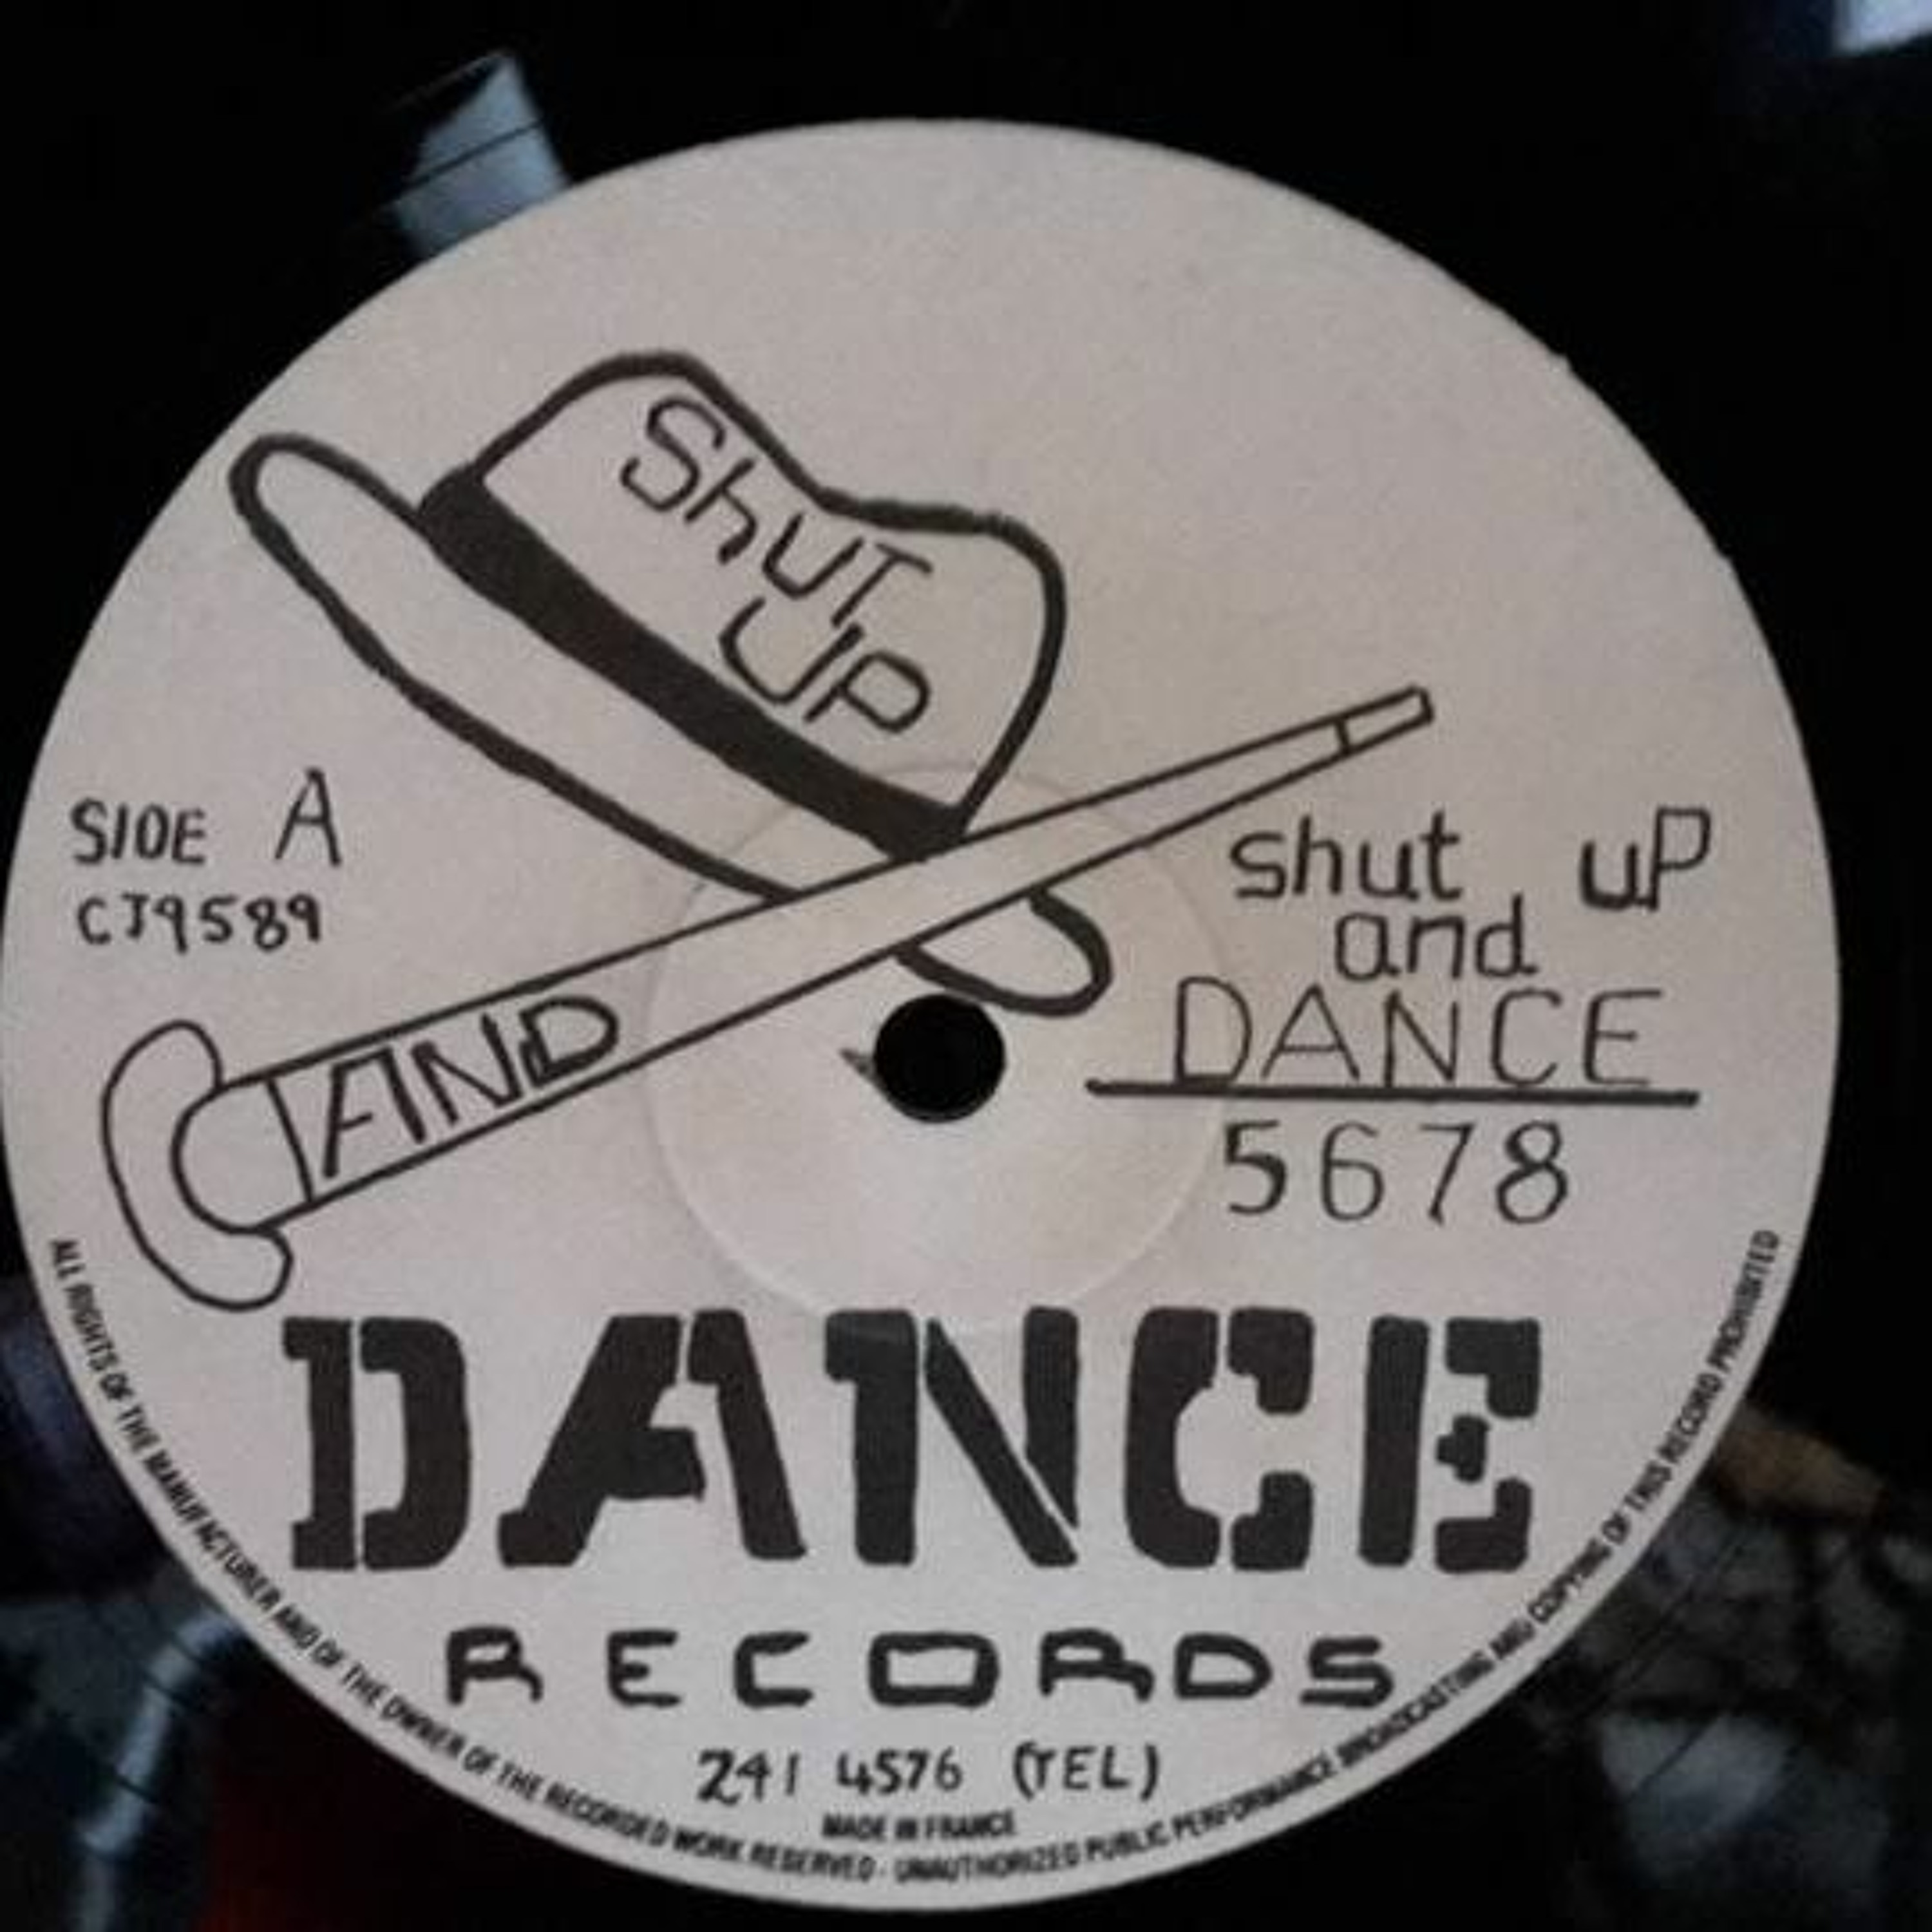 Shut
UP
SIDE A
CJ9589
AND
shut uP
and
DANCE
5678
DANCE
RECORDS
241 4576 (TEL)
MADE IN FRANCE
ALL RIGHTS OF THE MANUFACTURER AND OF THE OWNER OF THE RECORDED WORK RESERVED - UNAUTHORIZED PUBLIC PERFORMANCE BROADCASTING AND COPYING OF THIS RECORD PROHIBITED